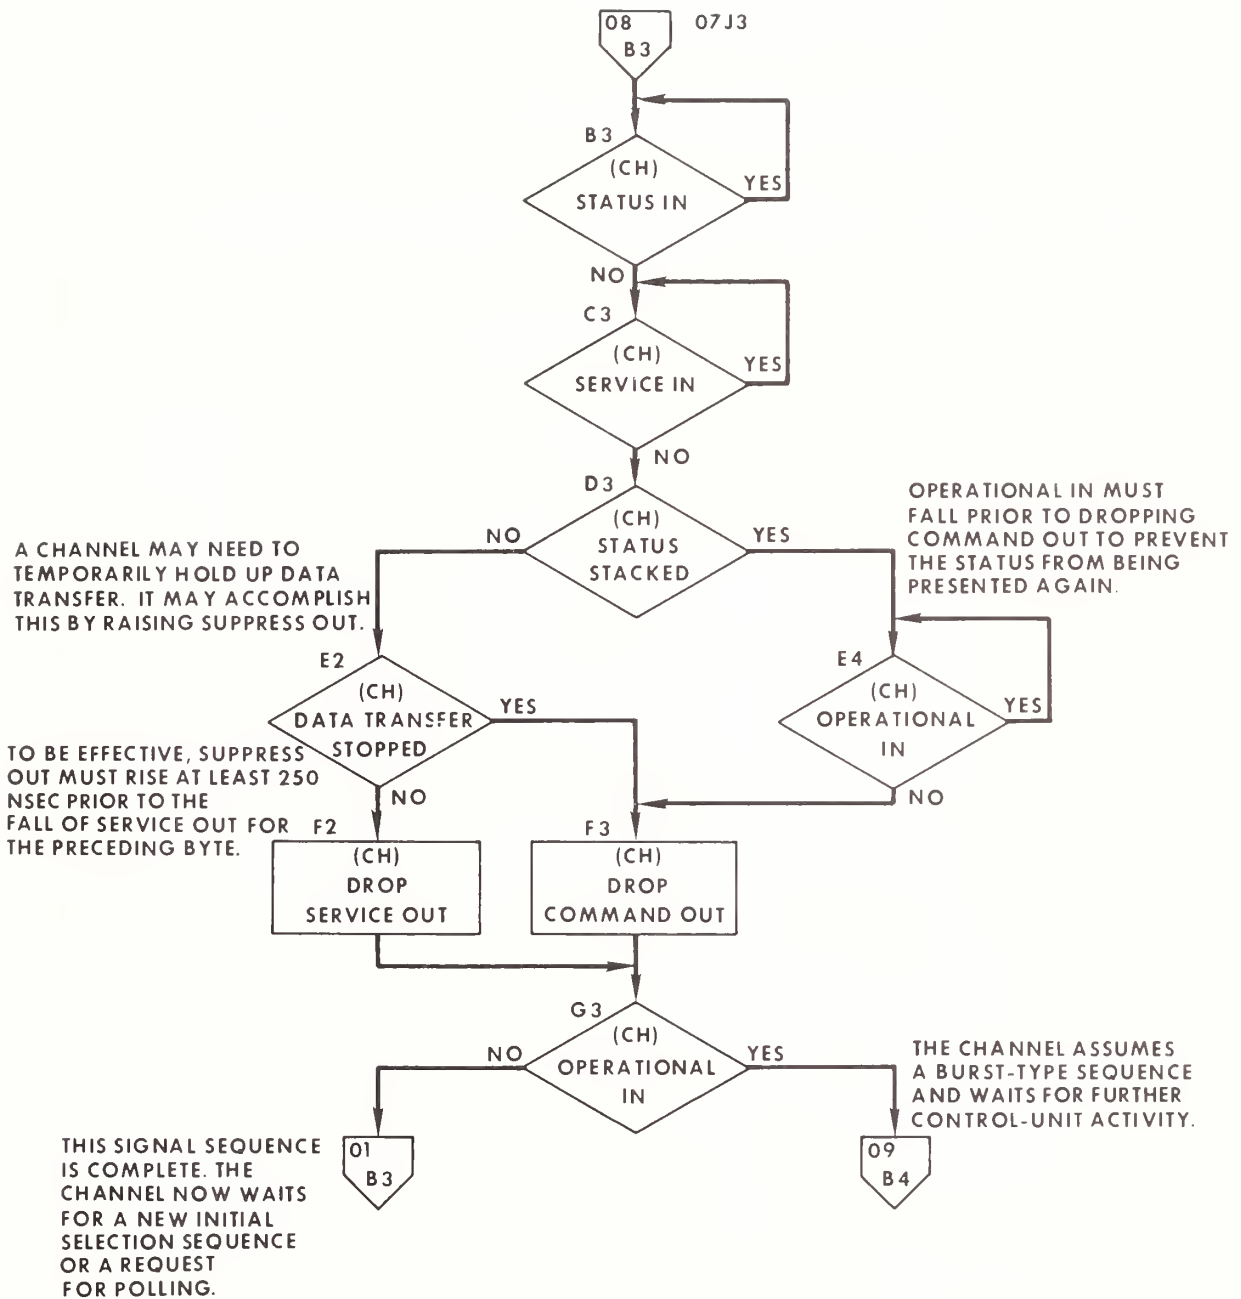 08 07J3
B3
B3
(CH)
STATUS IN
YES
NO
C3
(CH)
SERVICE IN
YES
NO
D3
(CH)
STATUS
STACKED
NO
YES
A CHANNEL MAY NEED TO
TEMPORARILY HOLD UP DATA
TRANSFER. IT MAY ACCOMPLISH
THIS BY RAISING SUPPRESS OUT.
OPERATIONAL IN MUST
FALL PRIOR TO DROPPING
COMMAND OUT TO PREVENT
THE STATUS FROM BEING
PRESENTED AGAIN.
E2
(CH)
DATA TRANSFER
STOPPED
YES
NO
E4
(CH)
OPERATIONAL
IN
YES
NO
TO BE EFFECTIVE, SUPPRESS
OUT MUST RISE AT LEAST 250
NSEC PRIOR TO THE
FALL OF SERVICE OUT FOR
THE PRECEDING BYTE.
F2
(CH)
DROP
SERVICE OUT
F3
(CH)
DROP
COMMAND OUT
G3
(CH)
OPERATIONAL
IN
NO
YES
THE CHANNEL ASSUMES
A BURST-TYPE SEQUENCE
AND WAITS FOR FURTHER
CONTROL-UNIT ACTIVITY.
THIS SIGNAL SEQUENCE
IS COMPLETE. THE
CHANNEL NOW WAITS
FOR A NEW INITIAL
SELECTION SEQUENCE
OR A REQUEST
FOR POLLING.
01
B3
09
B4